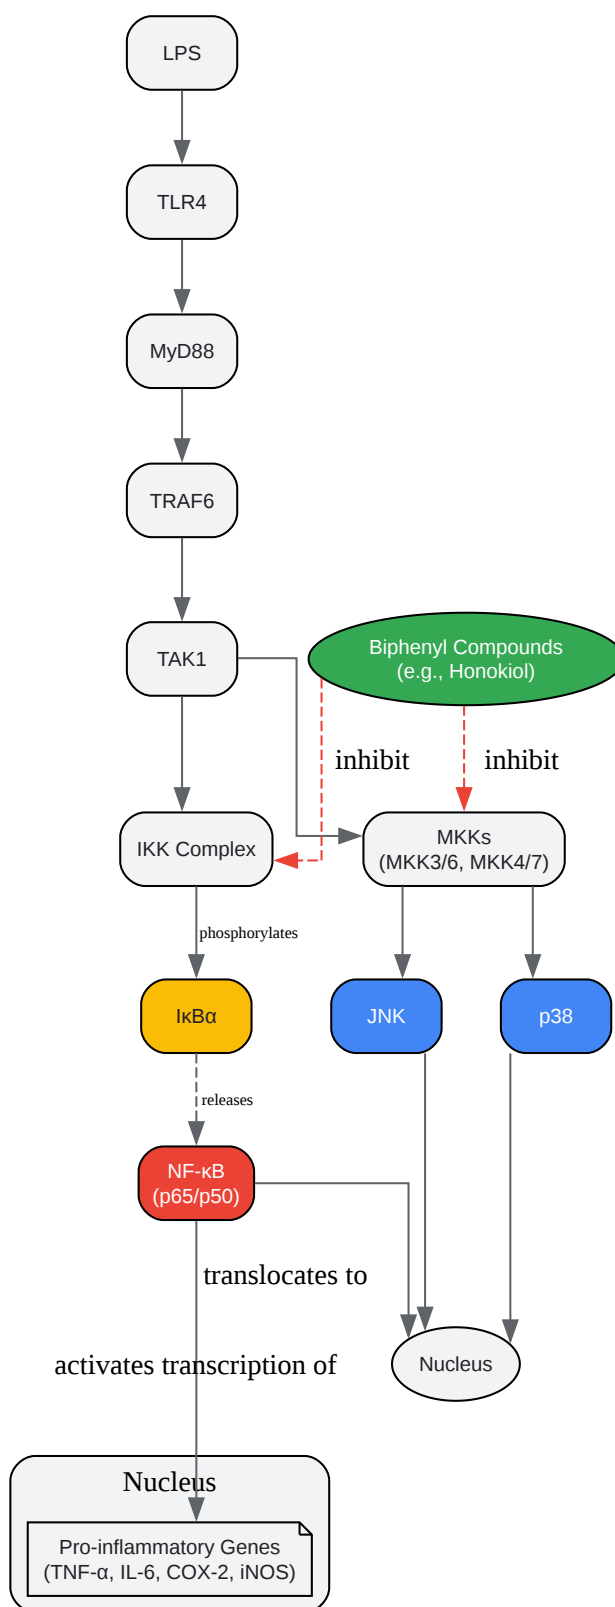 LPS
TLR4
MyD88
TRAF6
TAK1
Biphenyl Compounds
(e.g., Honokiol)
inhibit
inhibit
IKK Complex
MKKs
(MKK3/6, MKK4/7)
phosphorylates
IκBα
JNK
p38
releases
NF-κB
(p65/p50)
translocates to
activates transcription of
Nucleus
Nucleus
Pro-inflammatory Genes
(TNF-α, IL-6, COX-2, iNOS)